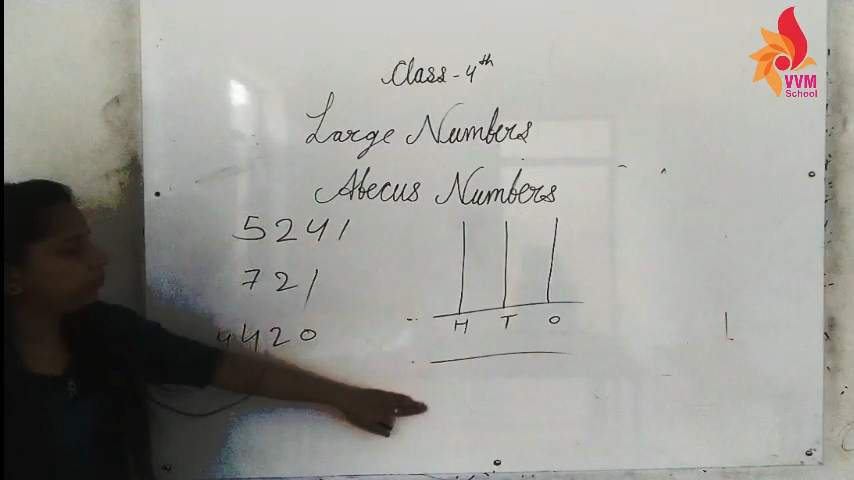 VVM
School
Class - 4th
Large Numbers
Abecus Numbers
5241
721
4420
H T O